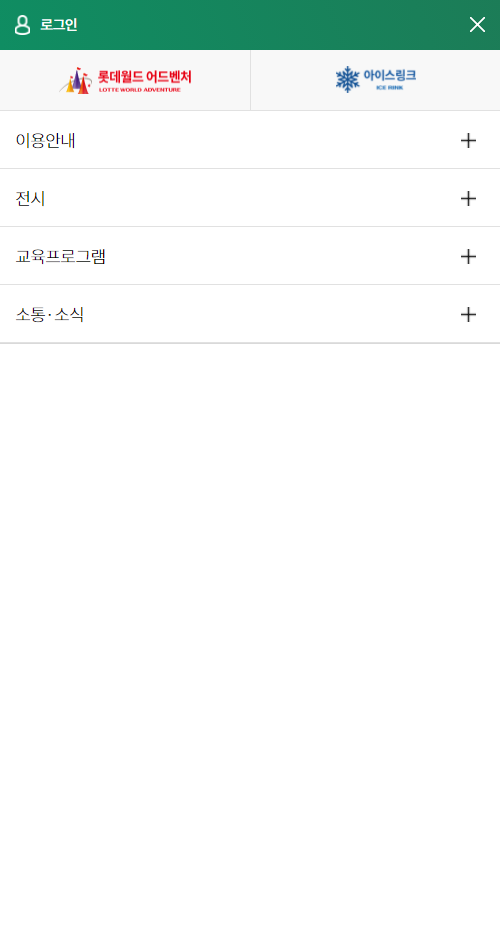 로그인
롯데월드 어드벤처
LOTTE WORLD ADVENTURE
아이스링크
ICE RINK
이용안내
전시
교육프로그램
소통·소식